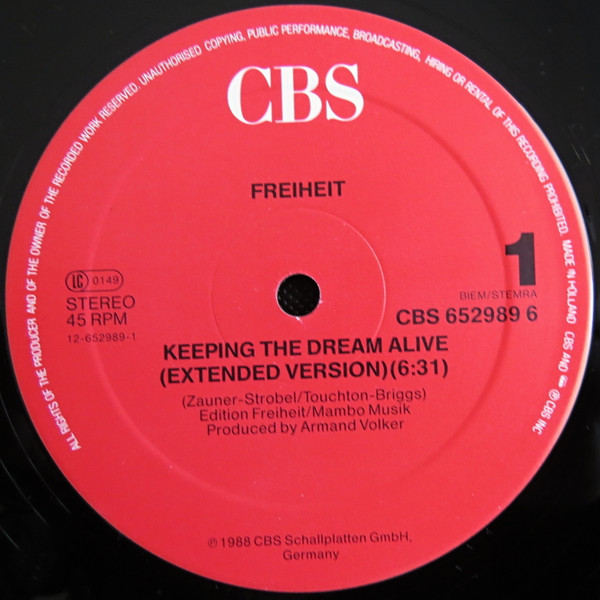 ALL RIGHTS OF THE PRODUCER AND OF THE OWNER OF THE RECORDED WORK RESERVED. UNAUTHORISED COPYING, PUBLIC PERFORMANCE, BROADCASTING, HIRING OR RENTAL OF THIS RECORDING PROHIBITED. MADE IN HOLLAND CBS AND ℗ CBS INC
CBS
FREIHEIT
1
LC 0149
STEREO
45 RPM
12-652989-1
BIEM/STEMRA
CBS 652989 6
KEEPING THE DREAM ALIVE
(EXTENDED VERSION)(6:31)
(Zauner-Strobel/Touchton-Briggs)
Edition Freiheit/Mambo Musik
Produced by Armand Volker
℗ 1988 CBS Schallplatten GmbH,
Germany